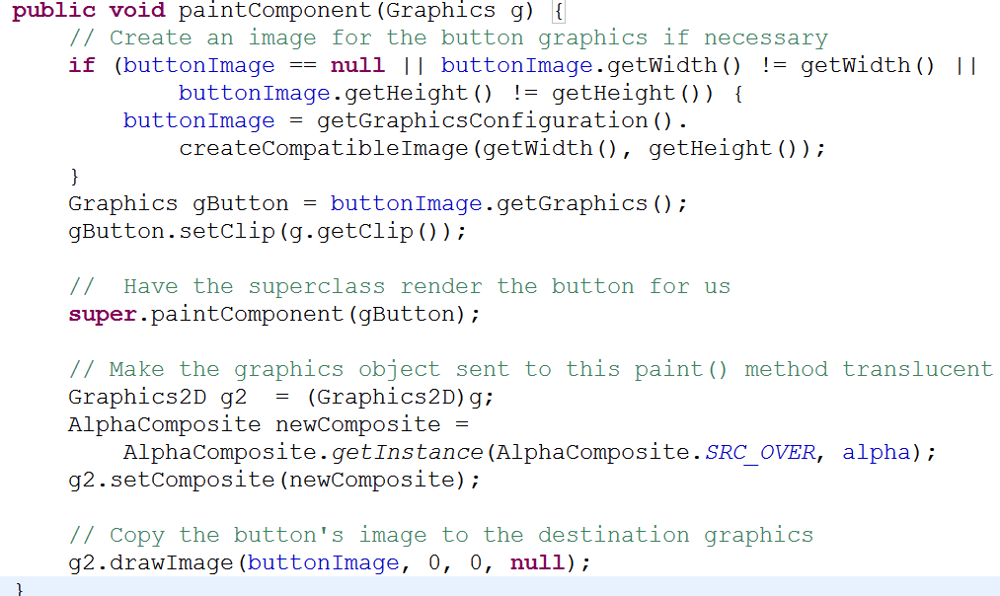 public void paintComponent(Graphics g) {
    // Create an image for the button graphics if necessary
    if (buttonImage == null || buttonImage.getWidth() != getWidth() ||
            buttonImage.getHeight() != getHeight()) {
        buttonImage = getGraphicsConfiguration().
            createCompatibleImage(getWidth(), getHeight());
    }
    Graphics gButton = buttonImage.getGraphics();
    gButton.setClip(g.getClip());

    //  Have the superclass render the button for us
    super.paintComponent(gButton);

    // Make the graphics object sent to this paint() method translucent
    Graphics2D g2  = (Graphics2D)g;
    AlphaComposite newComposite =
        AlphaComposite.getInstance(AlphaComposite.SRC_OVER, alpha);
    g2.setComposite(newComposite);

    // Copy the button's image to the destination graphics
    g2.drawImage(buttonImage, 0, 0, null);
}